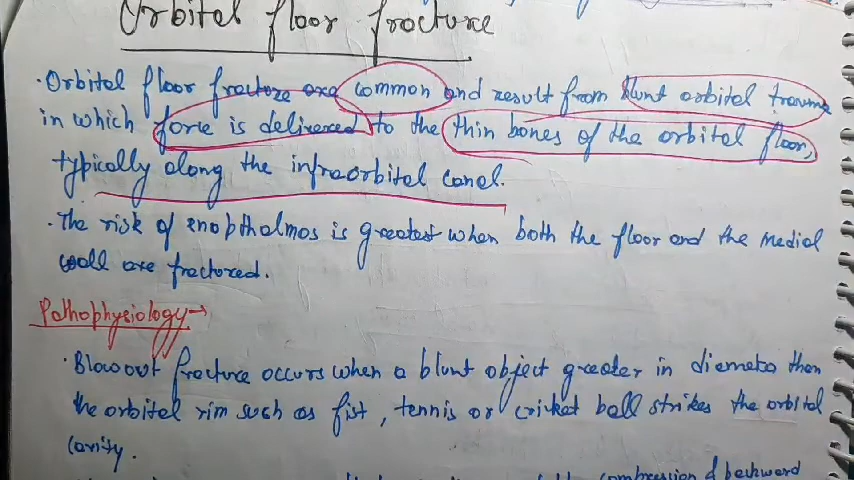 Orbital floor fracture
· Orbital floor fracture are common and result from blunt orbital trauma
in which force is delivered to the thin bones of the orbital floor,
typically along the infraorbital canal.
· The risk of enopthalmos is greatest when both the floor and the medial
wall are fractured.
Pathophysiology→
· Blowout fracture occurs when a blunt object greater in diameter than
the orbital rim such as fist, tennis or cricket ball strikes the orbital
cavity.
compression & backward